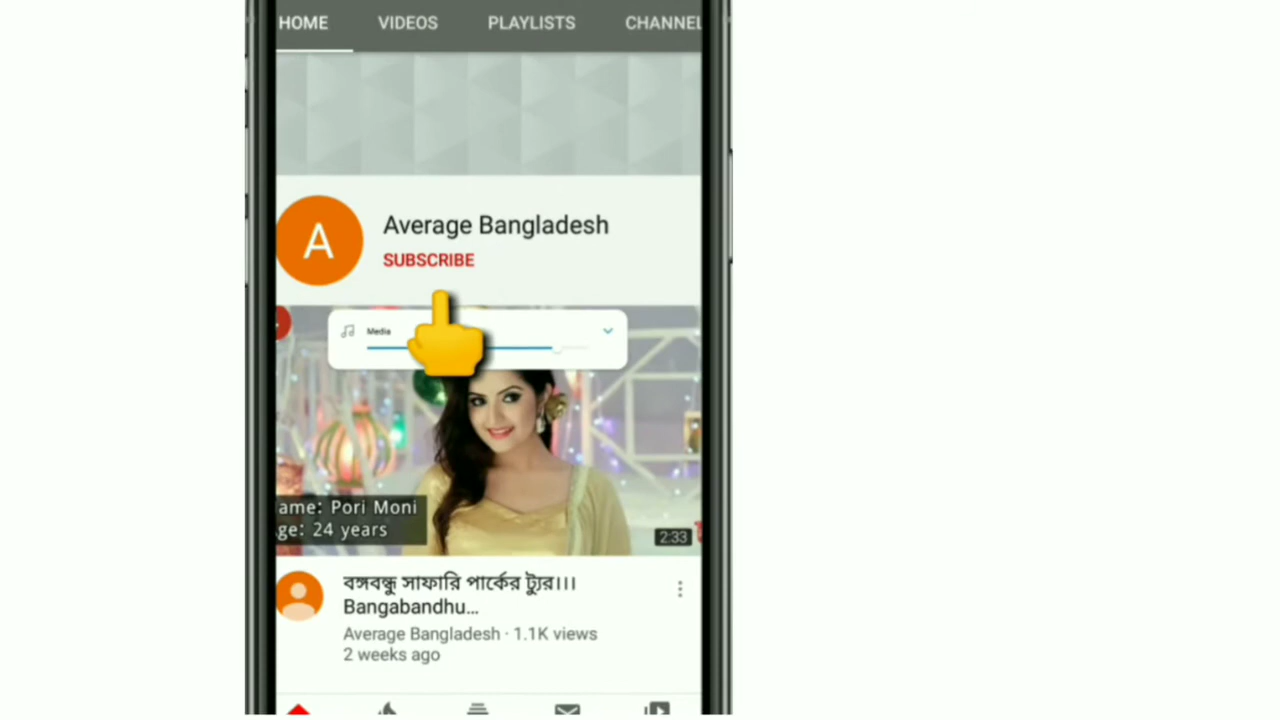 HOME VIDEOS PLAYLISTS CHANNEL
A
Average Bangladesh
SUBSCRIBE
Media
ame: Pori Moni
ge: 24 years
2:33
বঙ্গবন্ধু সাফারি পার্কের ট্যুর।।।
Bangabandhu...
Average Bangladesh · 1.1K views
2 weeks ago